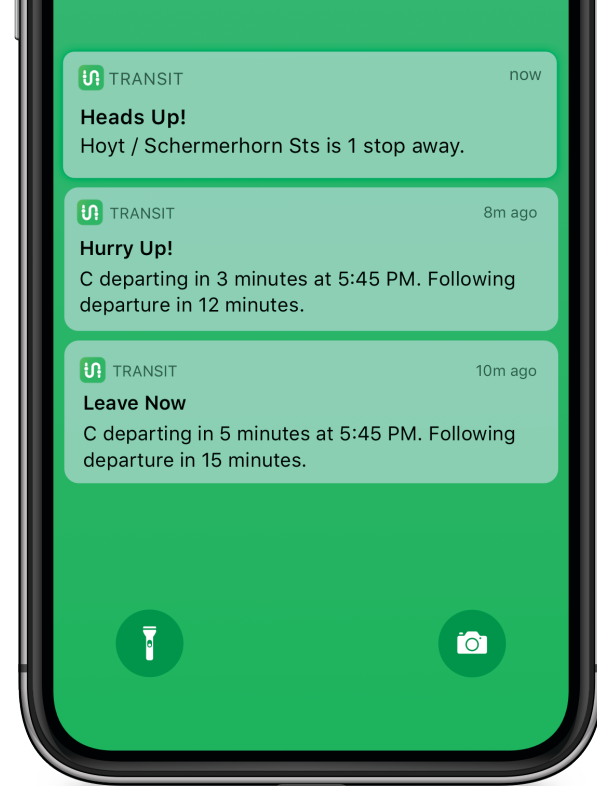 TRANSIT now
Heads Up!
Hoyt / Schermerhorn Sts is 1 stop away.
TRANSIT 8m ago
Hurry Up!
C departing in 3 minutes at 5:45 PM. Following
departure in 12 minutes.
TRANSIT 10m ago
Leave Now
C departing in 5 minutes at 5:45 PM. Following
departure in 15 minutes.